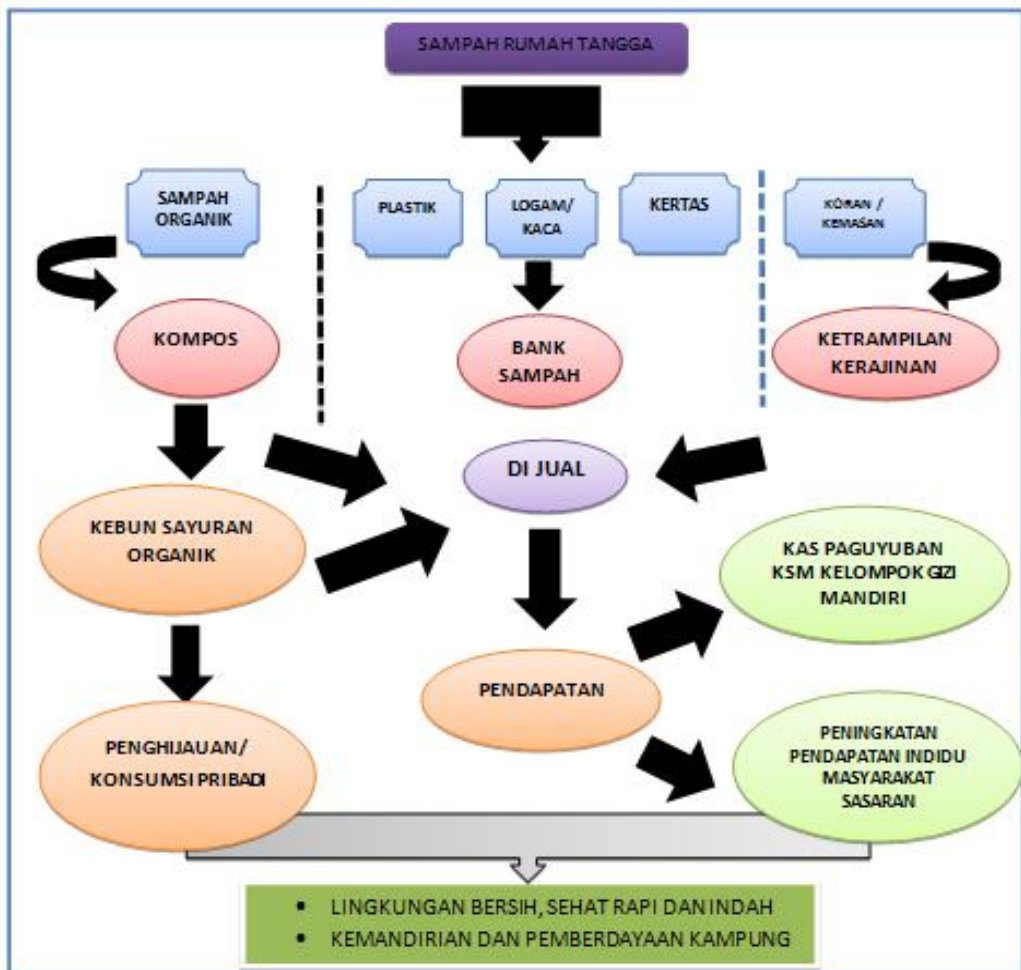 SAMPAH RUMAH TANGGA
SAMPAH
ORGANIK
PLASTIK
LOGAM/
KACA
KERTAS
KORAN /
KEMASAN
KOMPOS
BANK
SAMPAH
KETRAMPILAN
KERAJINAN
DI JUAL
KEBUN SAYURAN
ORGANIK
KAS PAGUYUBAN
KSM KELOMPOK GIZI
MANDIRI
PENDAPATAN
PENGHIJAUAN/
KONSUMSI PRIBADI
PENINGKATAN
PENDAPATAN INDIDU
MASYARAKAT
SASARAN
• LINGKUNGAN BERSIH, SEHAT RAPI DAN INDAH
• KEMANDIRIAN DAN PEMBERDAYAAN KAMPUNG